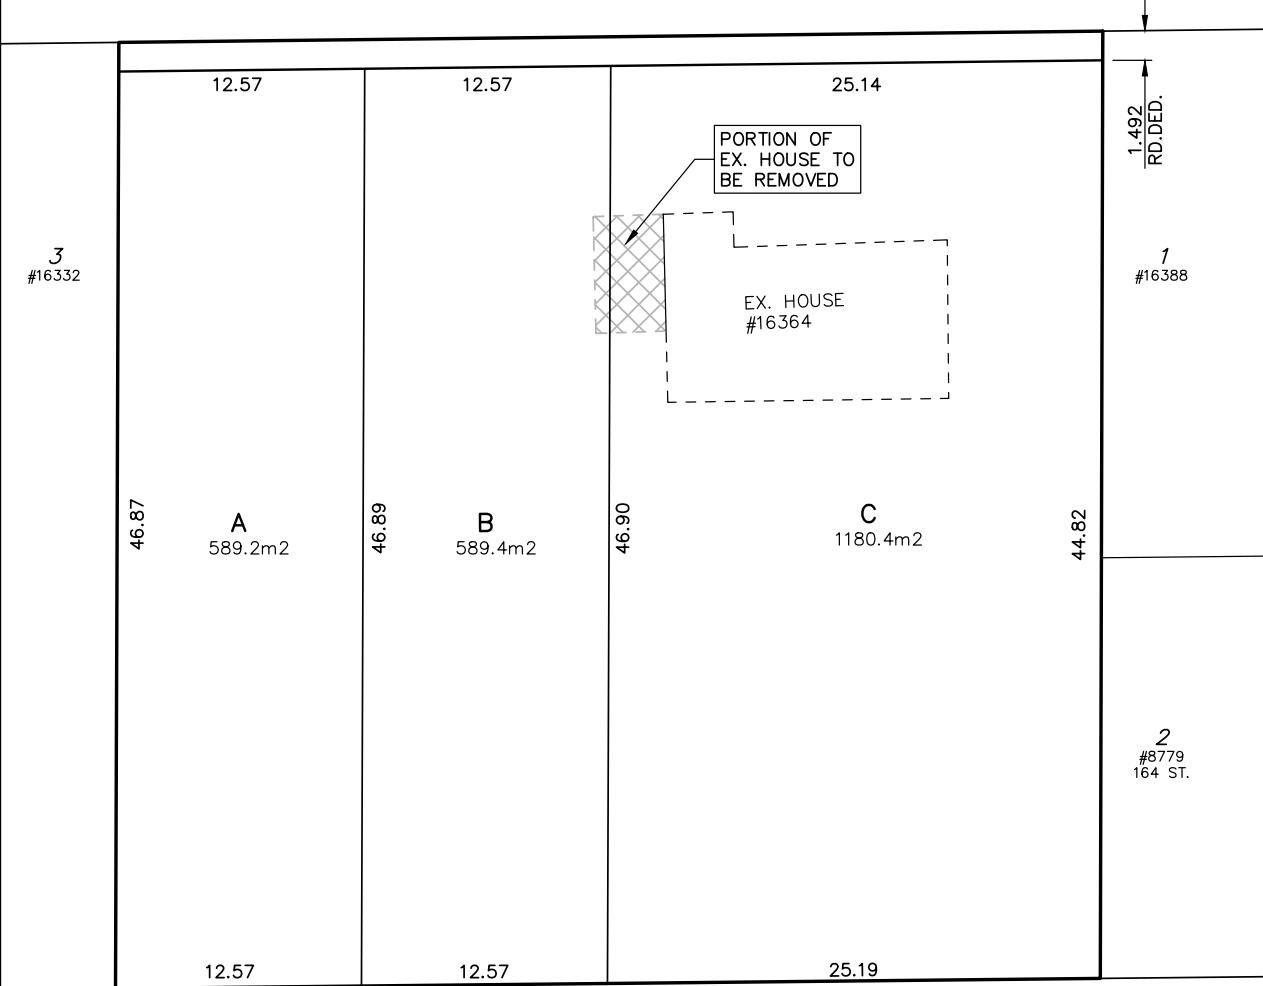 12.57
12.57
25.14
1.492
RD.DED.
PORTION OF
EX. HOUSE TO
BE REMOVED
3
#16332
1
#16388
EX. HOUSE
#16364
46.87
A
589.2m2
46.89
B
589.4m2
46.90
C
1180.4m2
44.82
2
#8779
164 ST.
12.57
12.57
25.19